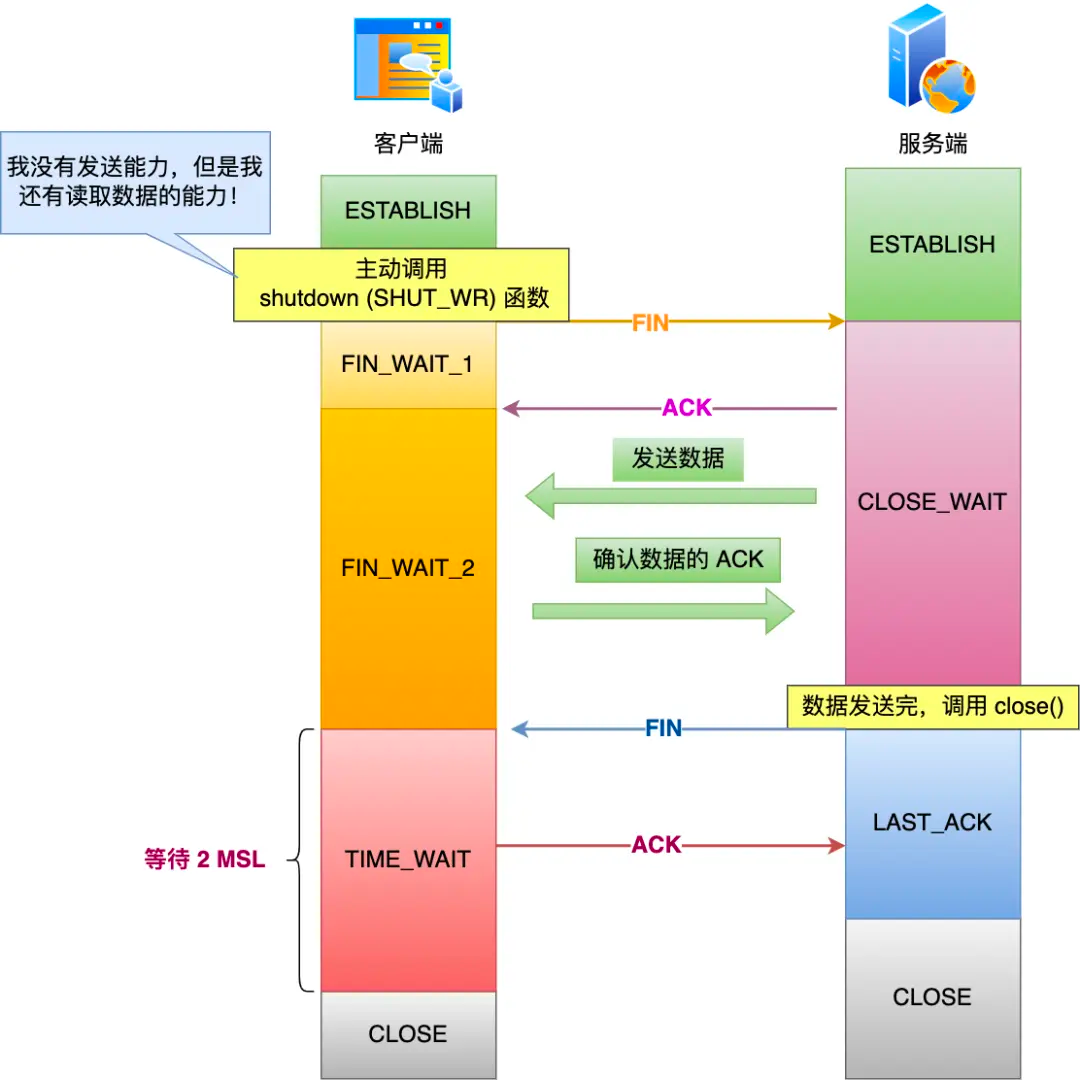 客户端
服务端
我没有发送能力，但是我
还有读取数据的能力！
ESTABLISH
ESTABLISH
主动调用
shutdown (SHUT_WR) 函数
FIN
FIN_WAIT_1
ACK
发送数据
CLOSE_WAIT
确认数据的 ACK
FIN_WAIT_2
数据发送完，调用 close()
FIN
LAST_ACK
ACK
等待 2 MSL
TIME_WAIT
CLOSE
CLOSE